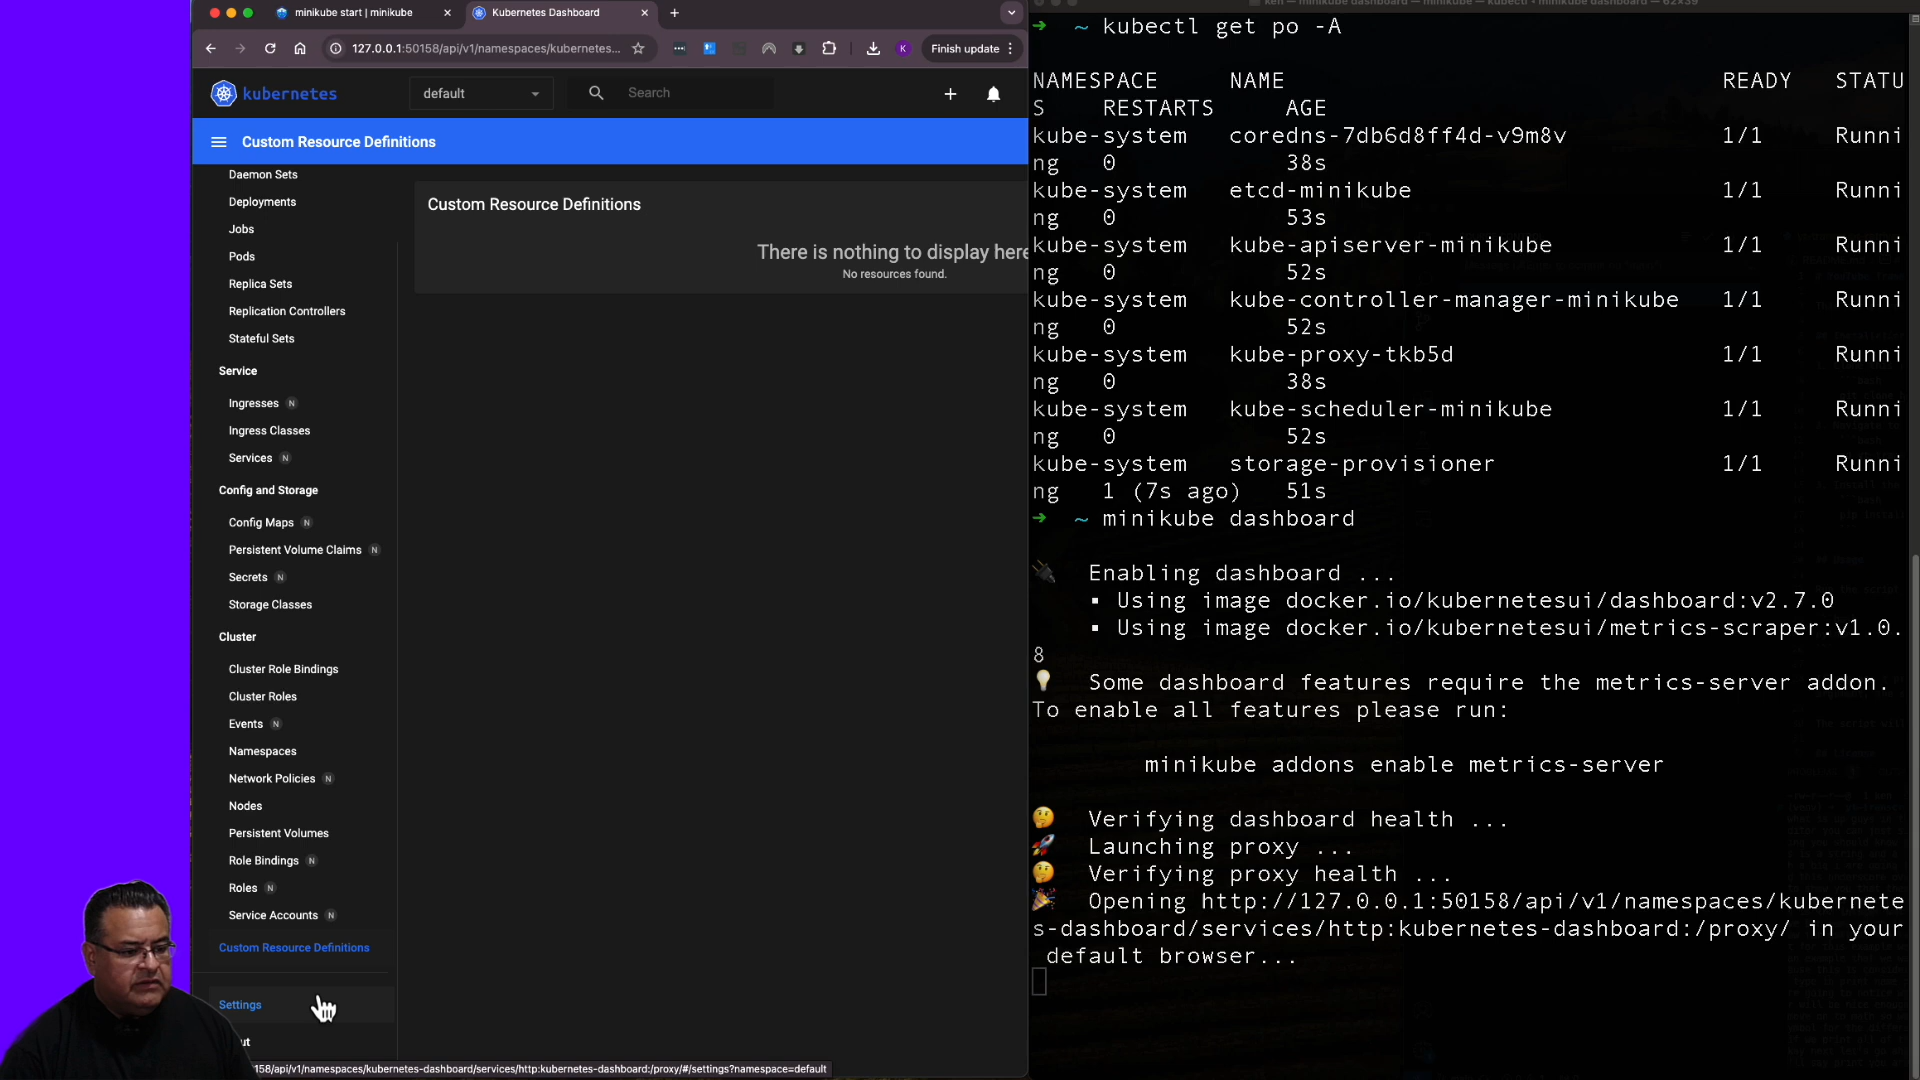 minikube start | minikube
Kubernetes Dashboard
127.0.0.1:50158/api/v1/namespaces/kubernetes...
K
Finish update
kubernetes
default
Search
Custom Resource Definitions
Daemon Sets
Deployments
Jobs
Pods
Replica Sets
Replication Controllers
Stateful Sets
Service
Ingresses N
Ingress Classes
Services N
Config and Storage
Config Maps N
Persistent Volume Claims N
Secrets N
Storage Classes
Cluster
Cluster Role Bindings
Cluster Roles
Events N
Namespaces
Network Policies N
Nodes
Persistent Volumes
Role Bindings N
Roles N
Service Accounts N
Custom Resource Definitions
Settings
ut
Custom Resource Definitions
There is nothing to display here
No resources found.
158/api/v1/namespaces/kubernetes-dashboard/services/http:kubernetes-dashboard:/proxy/#/settings?namespace=default
➜ ~ kubectl get po -A
NAMESPACE NAME READY STATU
S RESTARTS AGE
kube-system coredns-7db6d8ff4d-v9m8v 1/1 Runni
ng 0 38s
kube-system etcd-minikube 1/1 Runni
ng 0 53s
kube-system kube-apiserver-minikube 1/1 Runni
ng 0 52s
kube-system kube-controller-manager-minikube 1/1 Runni
ng 0 52s
kube-system kube-proxy-tkb5d 1/1 Runni
ng 0 38s
kube-system kube-scheduler-minikube 1/1 Runni
ng 0 52s
kube-system storage-provisioner 1/1 Runni
ng 1 (7s ago) 51s
➜ ~ minikube dashboard
🔌 Enabling dashboard ...
▪ Using image docker.io/kubernetesui/dashboard:v2.7.0
▪ Using image docker.io/kubernetesui/metrics-scraper:v1.0.
8
💡 Some dashboard features require the metrics-server addon.
To enable all features please run:
minikube addons enable metrics-server
🤔 Verifying dashboard health ...
🚀 Launching proxy ...
🤔 Verifying proxy health ...
🎉 Opening http://127.0.0.1:50158/api/v1/namespaces/kubernete
s-dashboard/services/http:kubernetes-dashboard:/proxy/ in your
default browser...